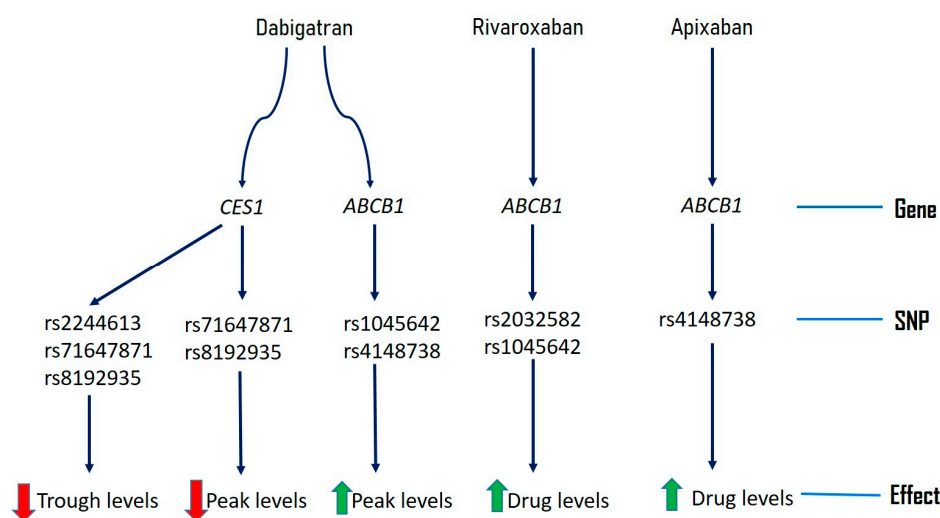 Dabigatran Rivaroxaban Apixaban
CES1 ABCB1 ABCB1 ABCB1 Gene
rs2244613 rs71647871 rs1045642 rs2032582 rs4148738 SNP
rs71647871 rs8192935 rs4148738 rs1045642
rs8192935
Trough levels Peak levels Peak levels Drug levels Drug levels Effect